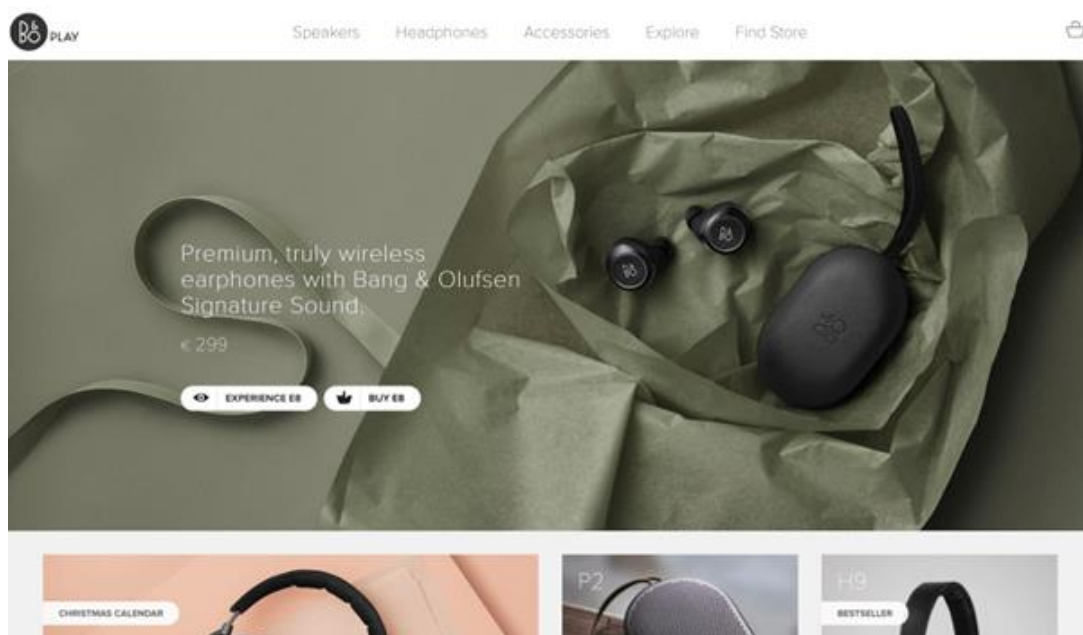 B&O PLAY
Speakers Headphones Accessories Explore Find Store
Premium, truly wireless
earphones with Bang & Olufsen
Signature Sound.
€ 299
EXPERIENCE E8
BUY E8
B&O
B&O
B&O
CHRISTMAS CALENDAR
P2
H9
BESTSELLER